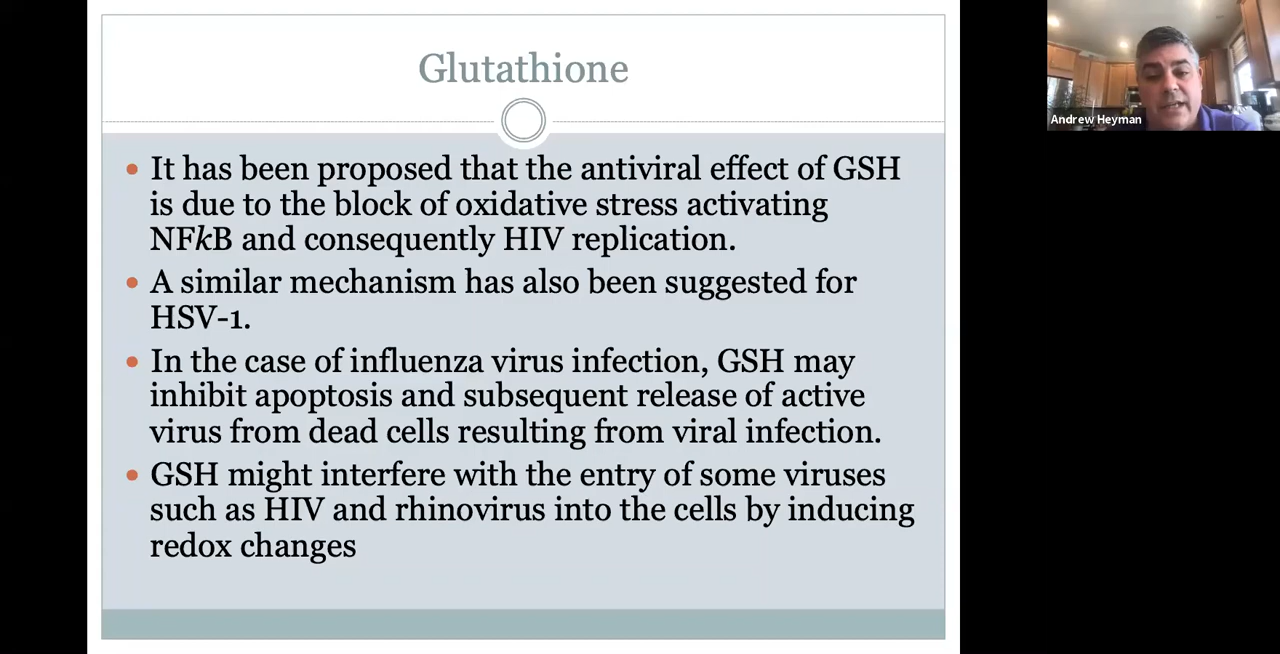 Glutathione
It has been proposed that the antiviral effect of GSH
is due to the block of oxidative stress activating
NFkB and consequently HIV replication.
A similar mechanism has also been suggested for
HSV-1.
In the case of influenza virus infection, GSH may
inhibit apoptosis and subsequent release of active
virus from dead cells resulting from viral infection.
GSH might interfere with the entry of some viruses
such as HIV and rhinovirus into the cells by inducing
redox changes
Andrew Heyman